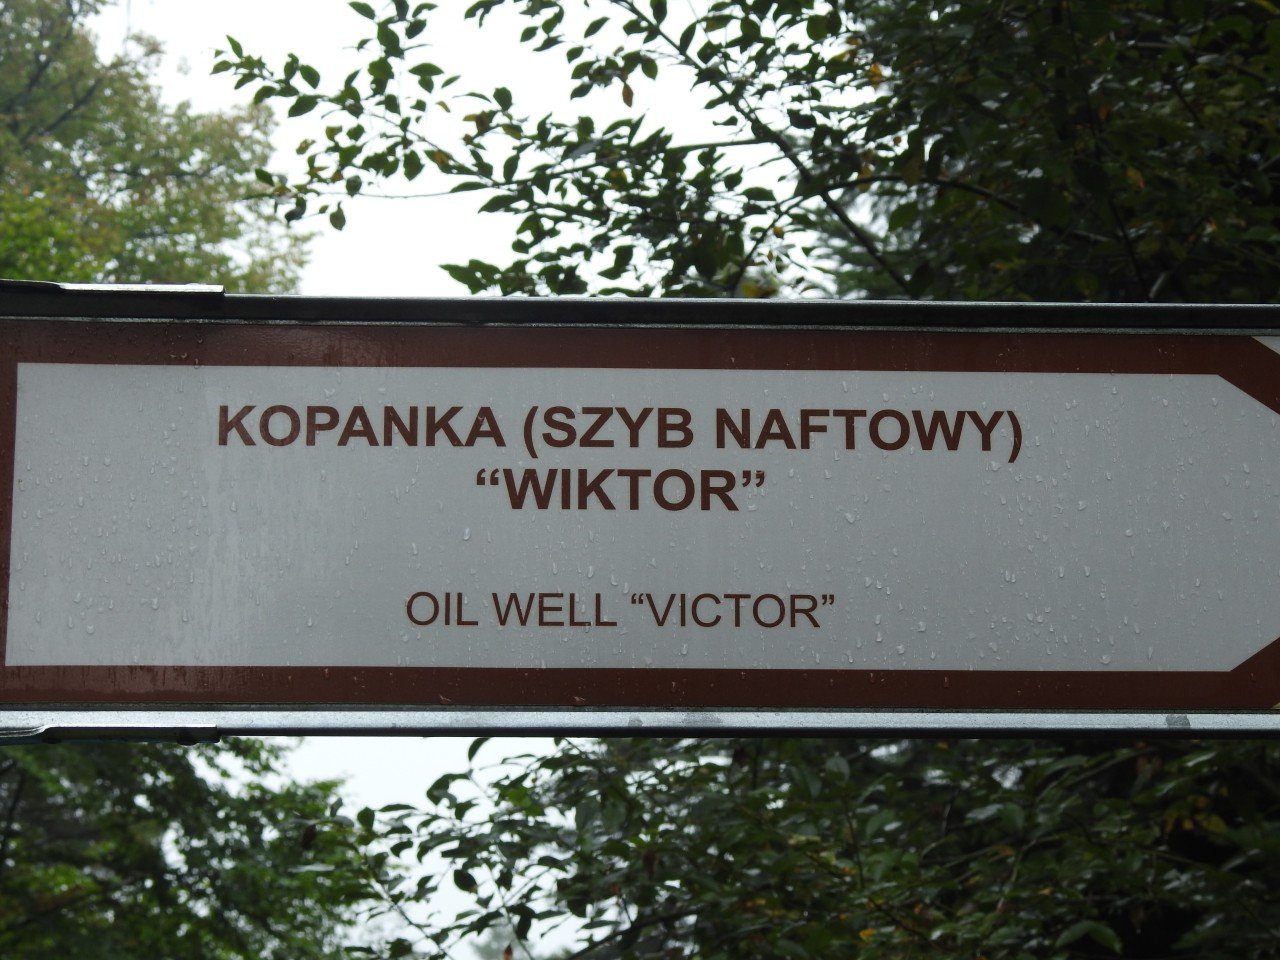 KOPANKA (SZYB NAFTOWY)
“WIKTOR”
OIL WELL “VICTOR”